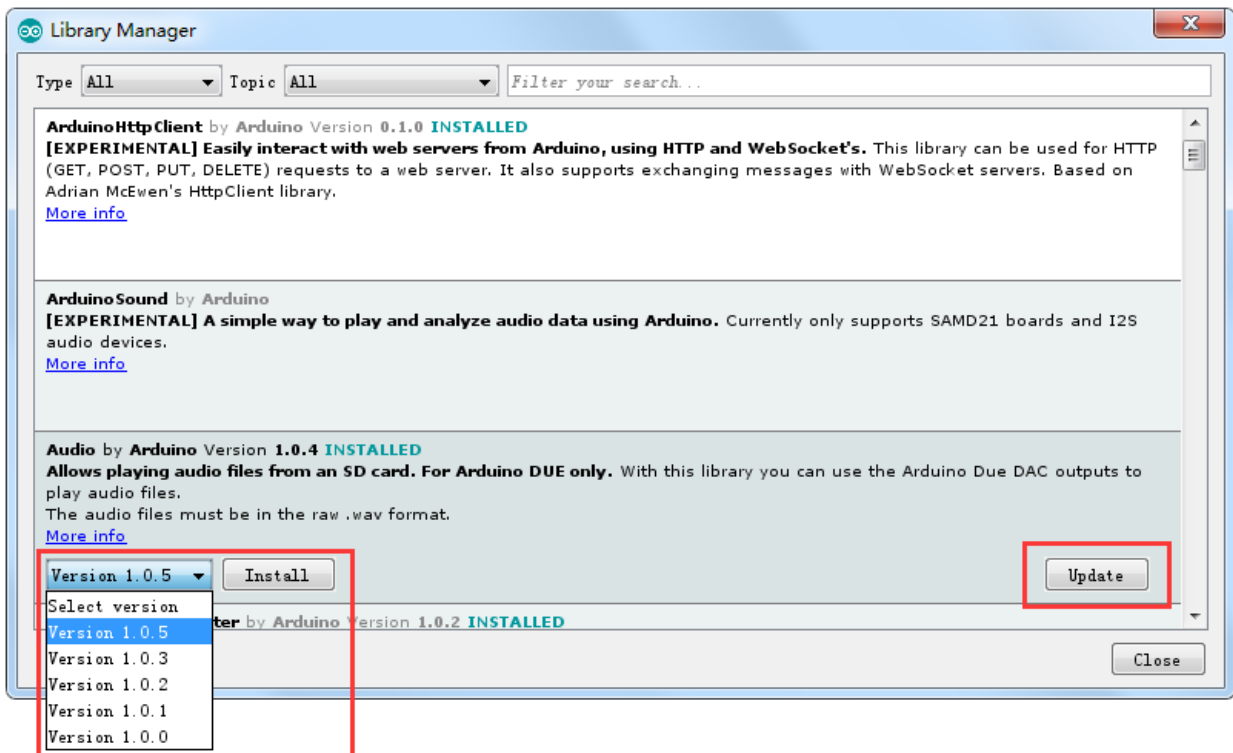 Library Manager
Type All Topic All Filter your search...
ArduinoHttpClient by Arduino Version 0.1.0 INSTALLED
[EXPERIMENTAL] Easily interact with web servers from Arduino, using HTTP and WebSocket's. This library can be used for HTTP
(GET, POST, PUT, DELETE) requests to a web server. It also supports exchanging messages with WebSocket servers. Based on
Adrian McEwen's HttpClient library.
More info
ArduinoSound by Arduino
[EXPERIMENTAL] A simple way to play and analyze audio data using Arduino. Currently only supports SAMD21 boards and I2S
audio devices.
More info
Audio by Arduino Version 1.0.4 INSTALLED
Allows playing audio files from an SD card. For Arduino DUE only. With this library you can use the Arduino Due DAC outputs to
play audio files.
The audio files must be in the raw .wav format.
More info
Version 1.0.5 Install Update
Select version
ter by Arduino Version 1.0.2 INSTALLED
Version 1.0.5
Version 1.0.3
Close
Version 1.0.2
Version 1.0.1
Version 1.0.0